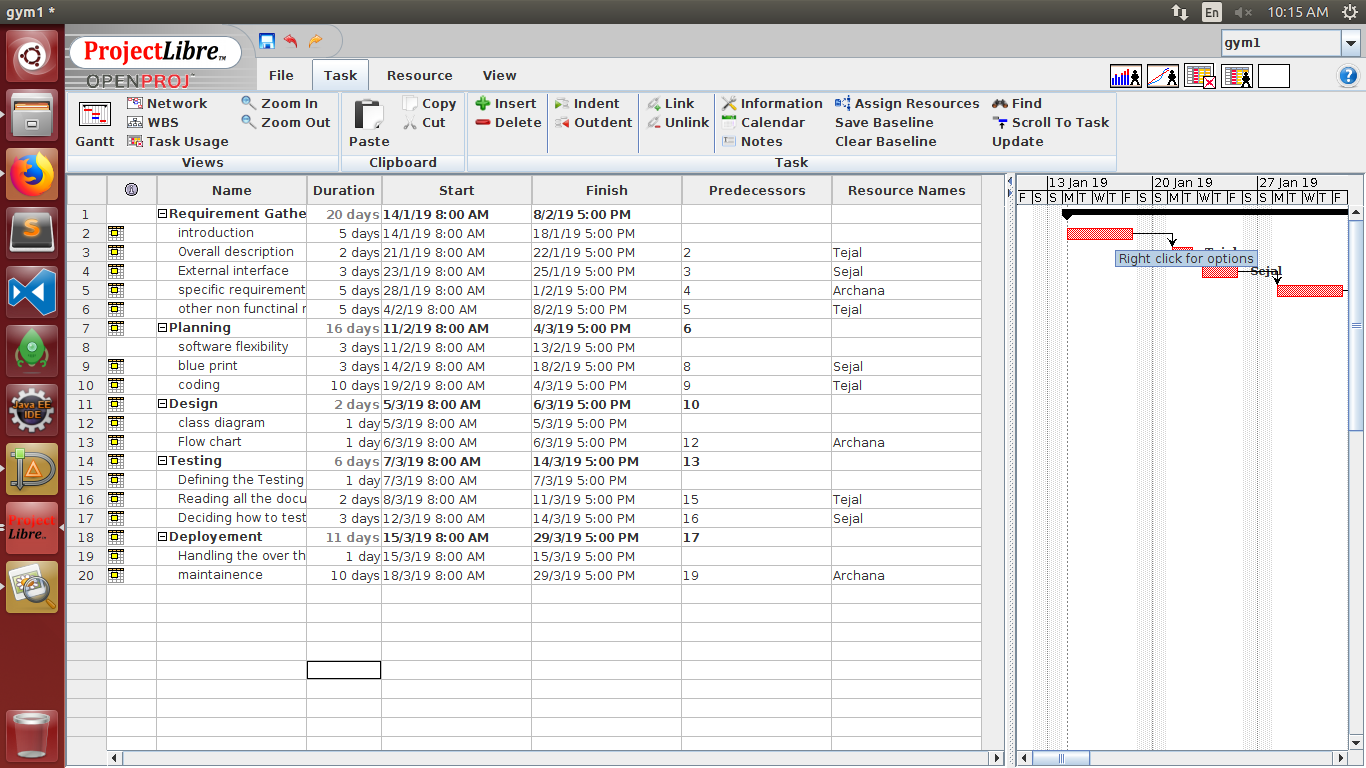 gym1 *
En
10:15 AM
ProjectLibre™
OPENPROJ
gym1
File Task Resource View
Network Zoom In Copy Insert Indent Link Information Assign Resources Find
WBS Zoom Out Cut Delete Outdent Unlink Calendar Save Baseline Scroll To Task
Gantt Task Usage Paste Notes Clear Baseline Update
Views Clipboard Task
Name Duration Start Finish Predecessors Resource Names
13 Jan 19 20 Jan 19 27 Jan 19
F S S M T W T F S S M T W T F S S M T W T F
1 Requirement Gathe 20 days 14/1/19 8:00 AM 8/2/19 5:00 PM
2 introduction 5 days 14/1/19 8:00 AM 18/1/19 5:00 PM
3 Overall description 2 days 21/1/19 8:00 AM 22/1/19 5:00 PM 2 Tejal
4 External interface 3 days 23/1/19 8:00 AM 25/1/19 5:00 PM 3 Sejal
5 specific requirement 5 days 28/1/19 8:00 AM 1/2/19 5:00 PM 4 Archana
6 other non functinal r 5 days 4/2/19 8:00 AM 8/2/19 5:00 PM 5 Tejal
7 Planning 16 days 11/2/19 8:00 AM 4/3/19 5:00 PM 6
8 software flexibility 3 days 11/2/19 8:00 AM 13/2/19 5:00 PM
9 blue print 3 days 14/2/19 8:00 AM 18/2/19 5:00 PM 8 Sejal
10 coding 10 days 19/2/19 8:00 AM 4/3/19 5:00 PM 9 Tejal
11 Design 2 days 5/3/19 8:00 AM 6/3/19 5:00 PM 10
12 class diagram 1 day 5/3/19 8:00 AM 5/3/19 5:00 PM
13 Flow chart 1 day 6/3/19 8:00 AM 6/3/19 5:00 PM 12 Archana
14 Testing 6 days 7/3/19 8:00 AM 14/3/19 5:00 PM 13
15 Defining the Testing 1 day 7/3/19 8:00 AM 7/3/19 5:00 PM
16 Reading all the docu 2 days 8/3/19 8:00 AM 11/3/19 5:00 PM 15 Tejal
17 Deciding how to test 3 days 12/3/19 8:00 AM 14/3/19 5:00 PM 16 Sejal
18 Deployement 11 days 15/3/19 8:00 AM 29/3/19 5:00 PM 17
19 Handling the over th 1 day 15/3/19 8:00 AM 15/3/19 5:00 PM
20 maintainence 10 days 18/3/19 8:00 AM 29/3/19 5:00 PM 19 Archana
Right click for options
Sejal
Java EE
IDE
Project
Libre